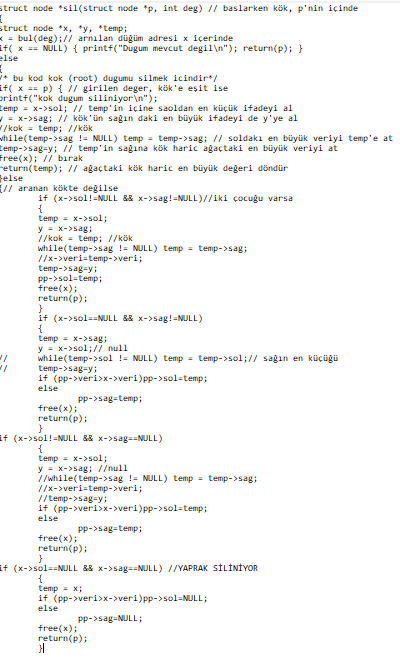 struct node *sil(struct node *p, int deg) // baslarken kök, p'nin içinde
{
struct node *x, *y, *temp;
x = bul(deg);// arnılan düğüm adresi x içerinde
if( x == NULL) { printf("Dugum mevcut degil\n"); return(p); }
else
{
/* bu kod kok (root) dugumu silmek icindir*/
if( x == p) { // girilen deger, kök'e eşit ise
printf("kok dugum siliniyor\n");
temp = x->sol; // temp'in icine saoldan en küçük ifadeyi al
y = x->sag; // kök'ün sağın daki en büyük ifadeyi de y'ye al
//kok = temp; //kök
while(temp->sag != NULL) temp = temp->sag; // soldakı en büyük veriyi temp'e at
temp->sag=y; // temp'in sağına kök haric ağaçtaki en büyük veriyi at
free(x); // bırak
return(temp); // ağaçtaki kök haric en büyük değeri döndür
}else
{// aranan kökte değilse
if (x->sol!=NULL && x->sag!=NULL)//iki çocuğu varsa
{
temp = x->sol;
y = x->sag;
//kok = temp; //kök
while(temp->sag != NULL) temp = temp->sag;
//x->veri=temp->veri;
temp->sag=y;
pp->sol=temp;
free(x);
return(p);
}
if (x->sol==NULL && x->sag!=NULL)
{
temp = x->sag;
y = x->sol;// null
// while(temp->sol != NULL) temp = temp->sol;// sağın en küçüğü
// temp->sag=y;
if (pp->veri>x->veri)pp->sol=temp;
else
pp->sag=temp;
free(x);
return(p);
}
if (x->sol!=NULL && x->sag==NULL)
{
temp = x->sol;
y = x->sag; //null
//while(temp->sag != NULL) temp = temp->sag;
//x->veri=temp->veri;
//temp->sag=y;
if (pp->veri>x->veri)pp->sol=temp;
else
pp->sag=temp;
free(x);
return(p);
}
if (x->sol==NULL && x->sag==NULL) //YAPRAK SİLİNİYOR
{
temp = x;
if (pp->veri>x->veri)pp->sol=NULL;
else
pp->sag=NULL;
free(x);
return(p);
}